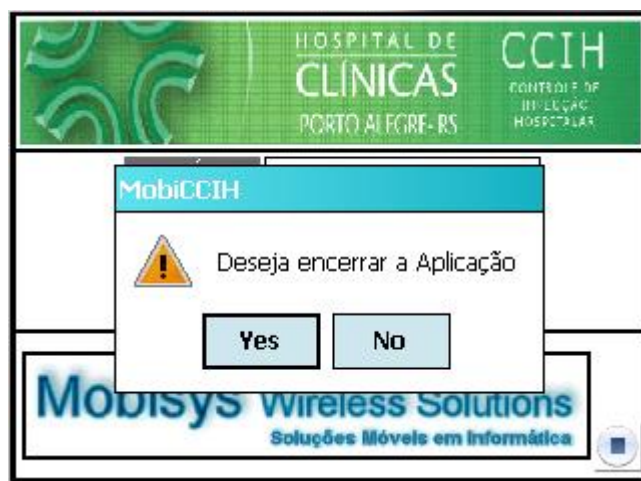 HOSPITAL DE
CLÍNICAS
PORTO ALEGRE-RS
CCIH
CONTROLE DE
INFECÇÃO
HOSPITALAR
MobiCCIH
Deseja encerrar a Aplicação
Yes
No
MobiSys Wireless Solutions
Soluções Móveis em Informática